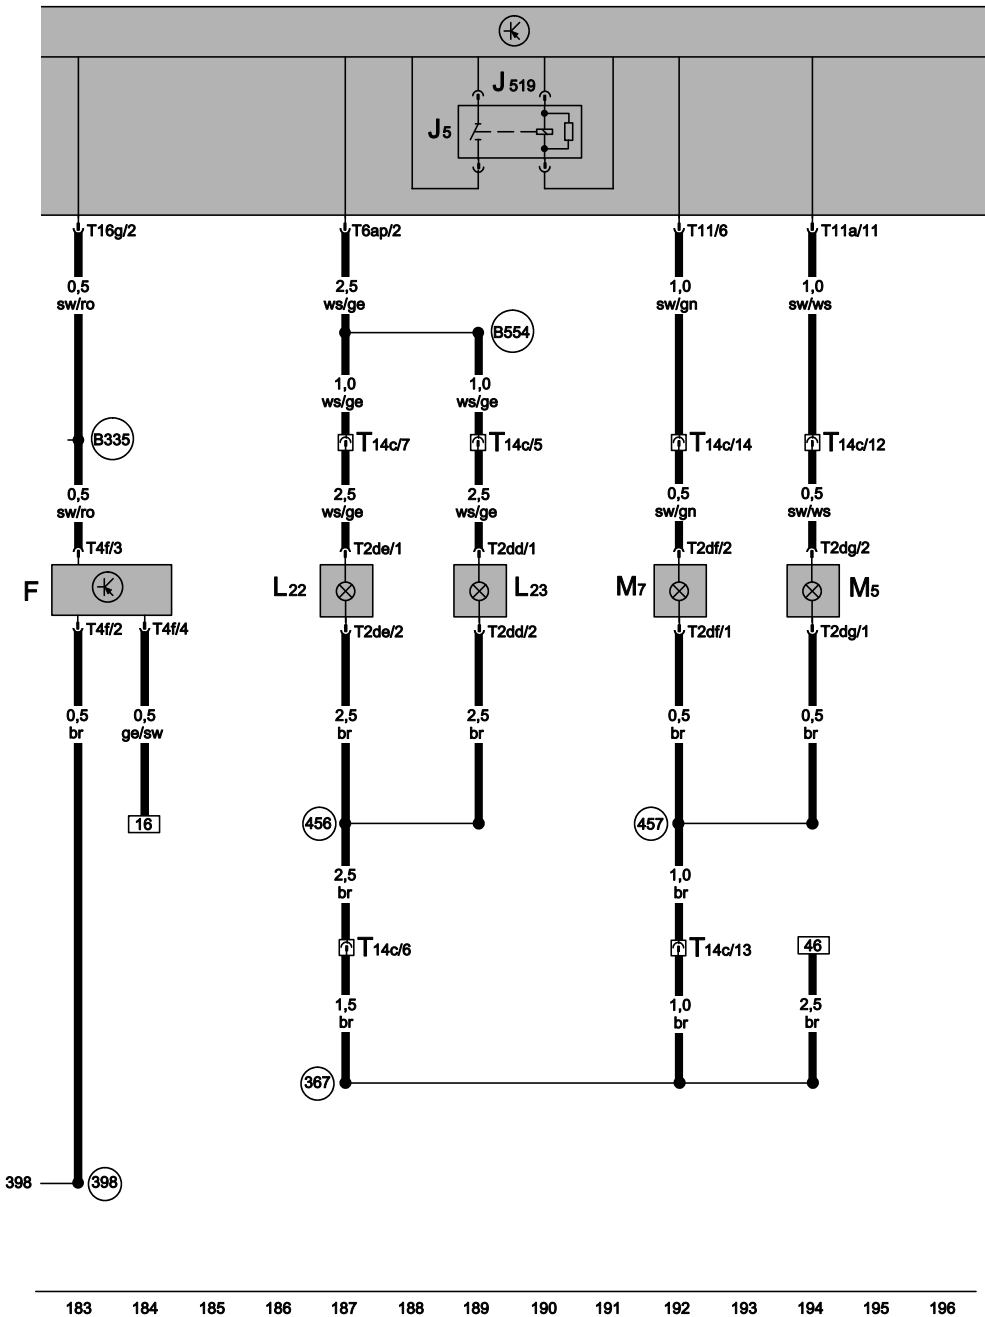 J 519
J5
T16g/2 T6ap/2 T11/6 T11a/11
0,5 2,5 1,0 1,0
sw/ro ws/ge sw/gn sw/ws
B554
1,0 1,0
ws/ge ws/ge
B335 T14c/7 T14c/5 T14c/14 T14c/12
0,5 2,5 2,5 0,5 0,5
sw/ro ws/ge ws/ge sw/gn sw/ws
T4f/3 T2de/1 T2dd/1 T2df/2 T2dg/2
F L22 L23 M7 M5
T4f/2 T4f/4 T2de/2 T2dd/2 T2df/1 T2dg/1
0,5 0,5 2,5 2,5 0,5 0,5
br ge/sw br br br br
16 456 457
2,5 1,0
br br
T14c/6 T14c/13 46
1,5 1,0 2,5
br br br
367
398 398
183 184 185 186 187 188 189 190 191 192 193 194 195 196